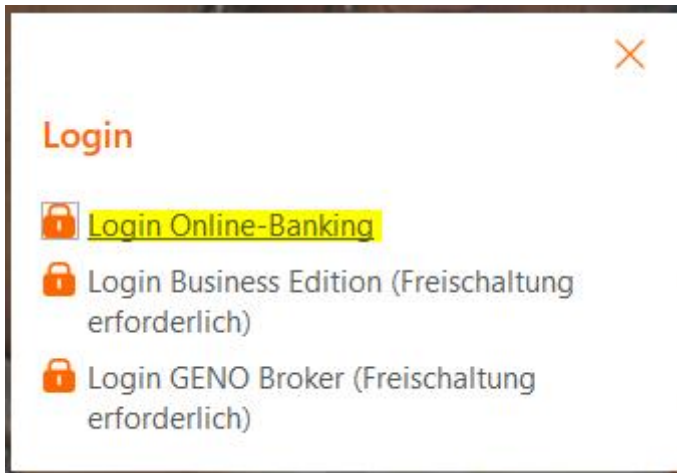 Login
Login Online-Banking
Login Business Edition (Freischaltung
erforderlich)
Login GENO Broker (Freischaltung
erforderlich)